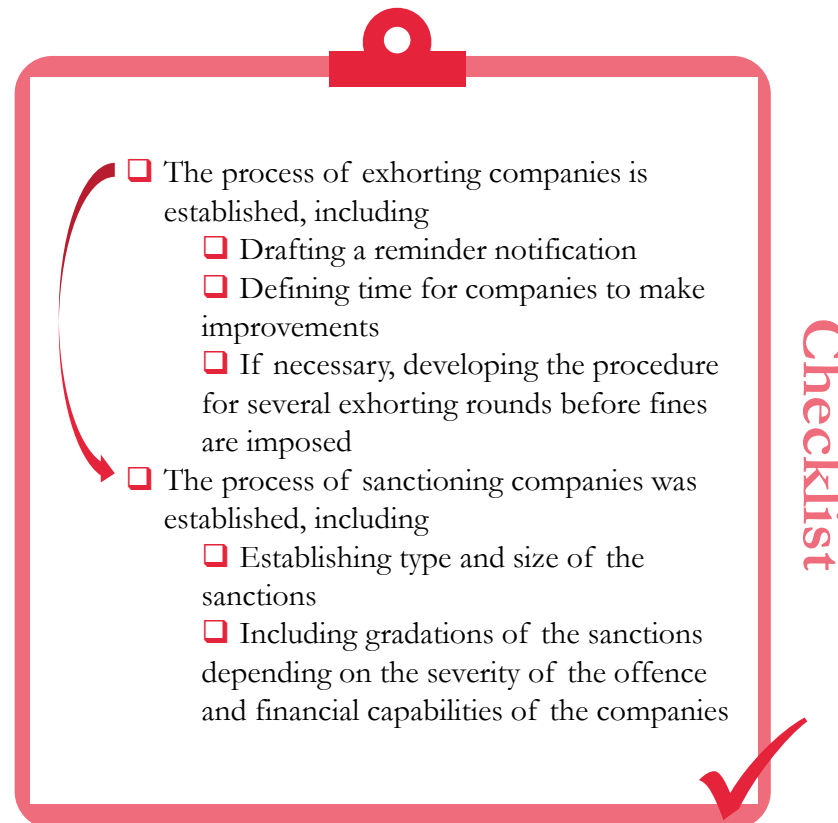 ❑ The process of exhorting companies is
established, including
❑ Drafting a reminder notification
❑ Defining time for companies to make
improvements
❑ If necessary, developing the procedure
for several exhorting rounds before fines
are imposed
❑ The process of sanctioning companies was
established, including
❑ Establishing type and size of the
sanctions
❑ Including gradations of the sanctions
depending on the severity of the offence
and financial capabilities of the companies
Checklist